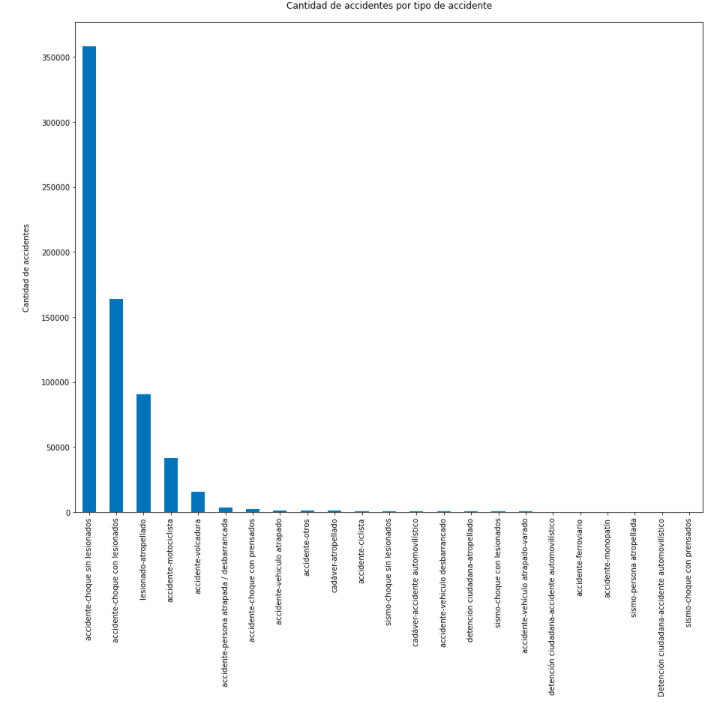 Cantidad de accidentes por tipo de accidente
Cantidad de accidentes
350000
300000
250000
200000
150000
100000
50000
0
accidente-choque sin lesionados
accidente-choque con lesionados
lesionado-atropellado
accidente-motociclista
accidente-volcadura
accidente-persona atrapada / desbarrancada
accidente-choque con prensados
accidente-vehiculo atrapado
accidente-otros
cadáver-atropellado
accidente-ciclista
sismo-choque sin lesionados
cadáver-accidente automovilístico
accidente-vehiculo desbarrancado
detención ciudadana-atropellado
sismo-choque con lesionados
accidente-vehículo atrapado-varado
detención ciudadana-accidente automovilístico
accidente-ferroviario
accidente-monopatín
sismo-persona atropellada
Detención ciudadana-accidente automovilístico
sismo-choque con prensados